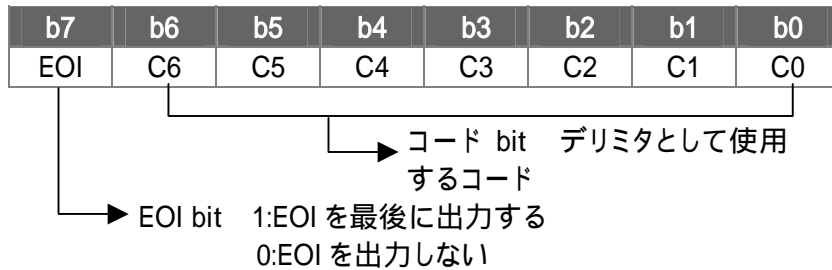 b7 b6 b5 b4 b3 b2 b1 b0
EOI C6 C5 C4 C3 C2 C1 C0
コード bit デリミタとして使用
するコード
EOI bit 1:EOI を最後に出力する
0:EOI を出力しない